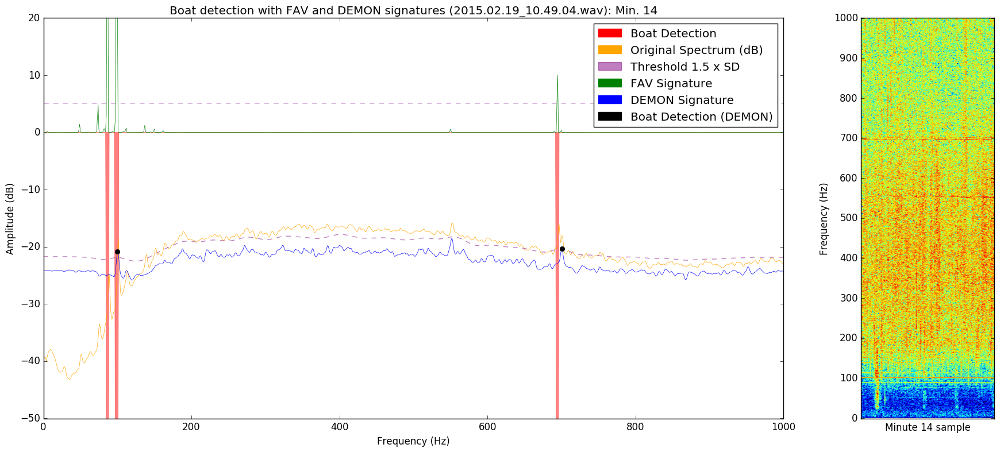 Boat detection with FAV and DEMON signatures (2015.02.19_10.49.04.wav): Min. 14
Boat Detection
Original Spectrum (dB)
Threshold 1.5 x SD
FAV Signature
DEMON Signature
Boat Detection (DEMON)
Amplitude (dB)
20
10
0
−10
−20
−30
−40
−50
0 200 400 600 800 1000
Frequency (Hz)
Frequency (Hz)
1000
900
800
700
600
500
400
300
200
100
0
Minute 14 sample